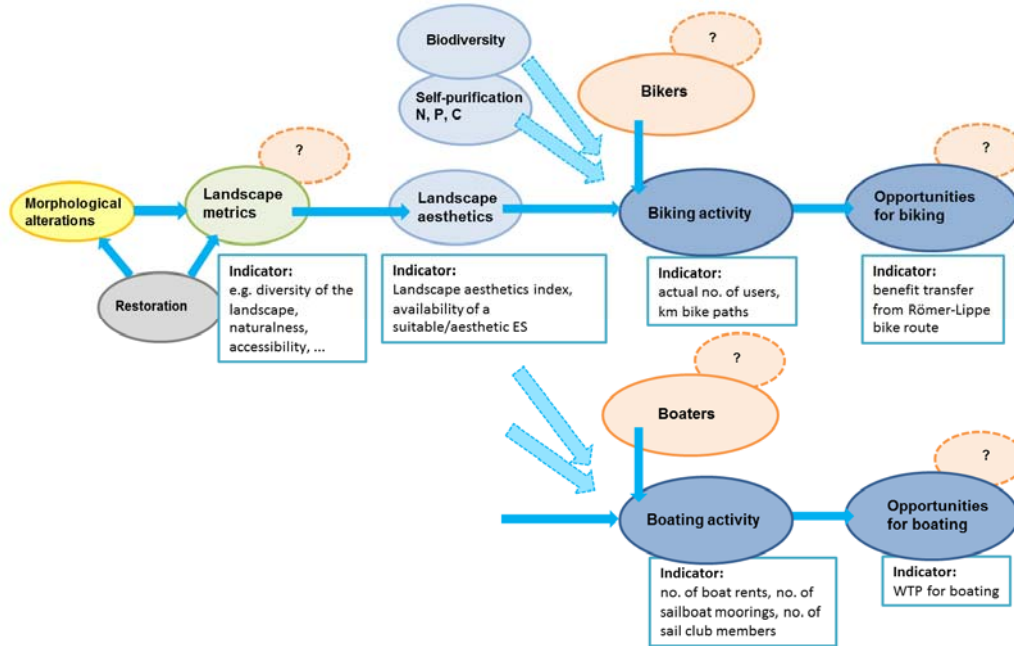 Biodiversity
?
Self-purification
N, P, C
Bikers
?
?
Morphological
alterations
Landscape
metrics
Landscape
aesthetics
Biking activity
Opportunities
for biking
Restoration
Indicator:
e.g. diversity of the
landscape,
naturalness,
accessibility, ...
Indicator:
Landscape aesthetics index,
availability of a
suitable/aesthetic ES
Indicator:
actual no. of users,
km bike paths
Indicator:
benefit transfer
from Römer-Lippe
bike route
?
Boaters
?
Boating activity
Opportunities
for boating
Indicator:
no. of boat rents, no. of
sailboat moorings, no. of
sail club members
Indicator:
WTP for boating